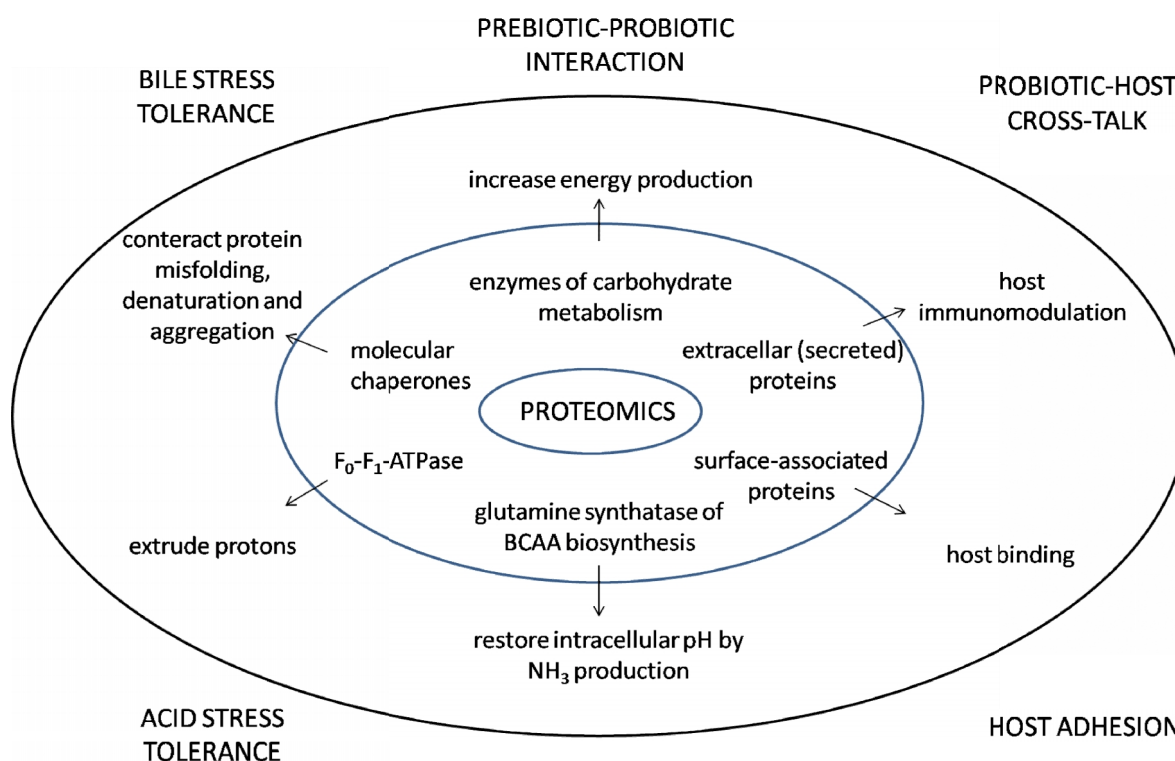 PREBIOTIC-PROBIOTIC
INTERACTION
BILE STRESS
TOLERANCE
PROBIOTIC-HOST
CROSS-TALK
increase energy production
conteract protein
misfolding,
denaturation and
aggregation
enzymes of carbohydrate
metabolism
host
immunomodulation
molecular
chaperones
extracellar (secreted)
proteins
PROTEOMICS
F₀-F₁-ATPase
surface-associated
proteins
glutamine synthatase of
BCAA biosynthesis
extrude protons
host binding
restore intracellular pH by
NH₃ production
ACID STRESS
TOLERANCE
HOST ADHESION